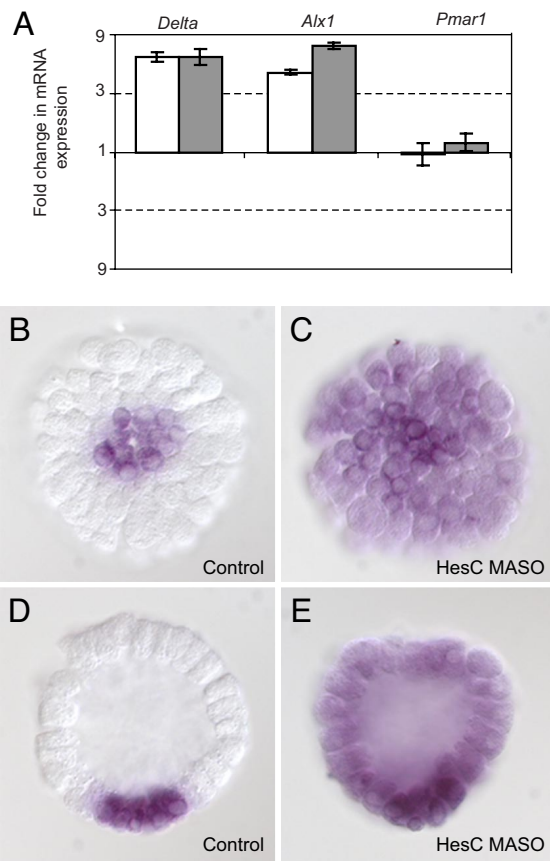 A
Delta Alx1 Pmar1
Fold change in mRNA
expression
9
3
1
3
9
B
Control
C
HesC MASO
D
Control
E
HesC MASO